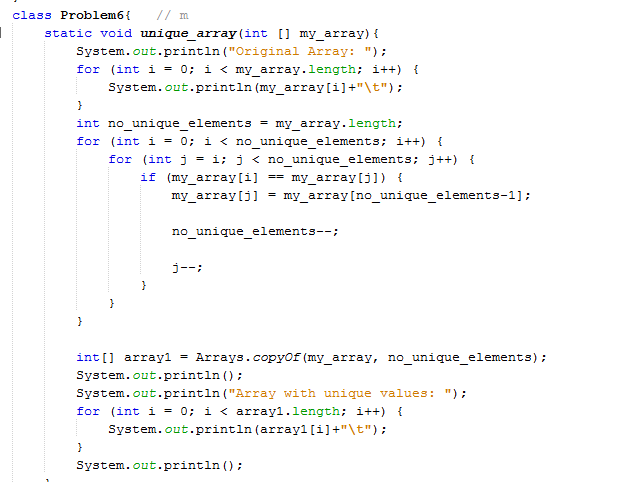 class Problem6{   // m
    static void unique_array(int [] my_array){
        System.out.println("Original Array: ");
        for (int i = 0; i < my_array.length; i++) {
            System.out.println(my_array[i]+"\t");
        }
        int no_unique_elements = my_array.length;
        for (int i = 0; i < no_unique_elements; i++) {
            for (int j = i; j < no_unique_elements; j++) {
                if (my_array[i] == my_array[j]) {
                    my_array[j] = my_array[no_unique_elements-1];
                    no_unique_elements--;
                    j--;
                }
            }
        }
        int[] array1 = Arrays.copyOf(my_array, no_unique_elements);
        System.out.println();
        System.out.println("Array with unique values: ");
        for (int i = 0; i < array1.length; i++) {
            System.out.println(array1[i]+"\t");
        }
        System.out.println();